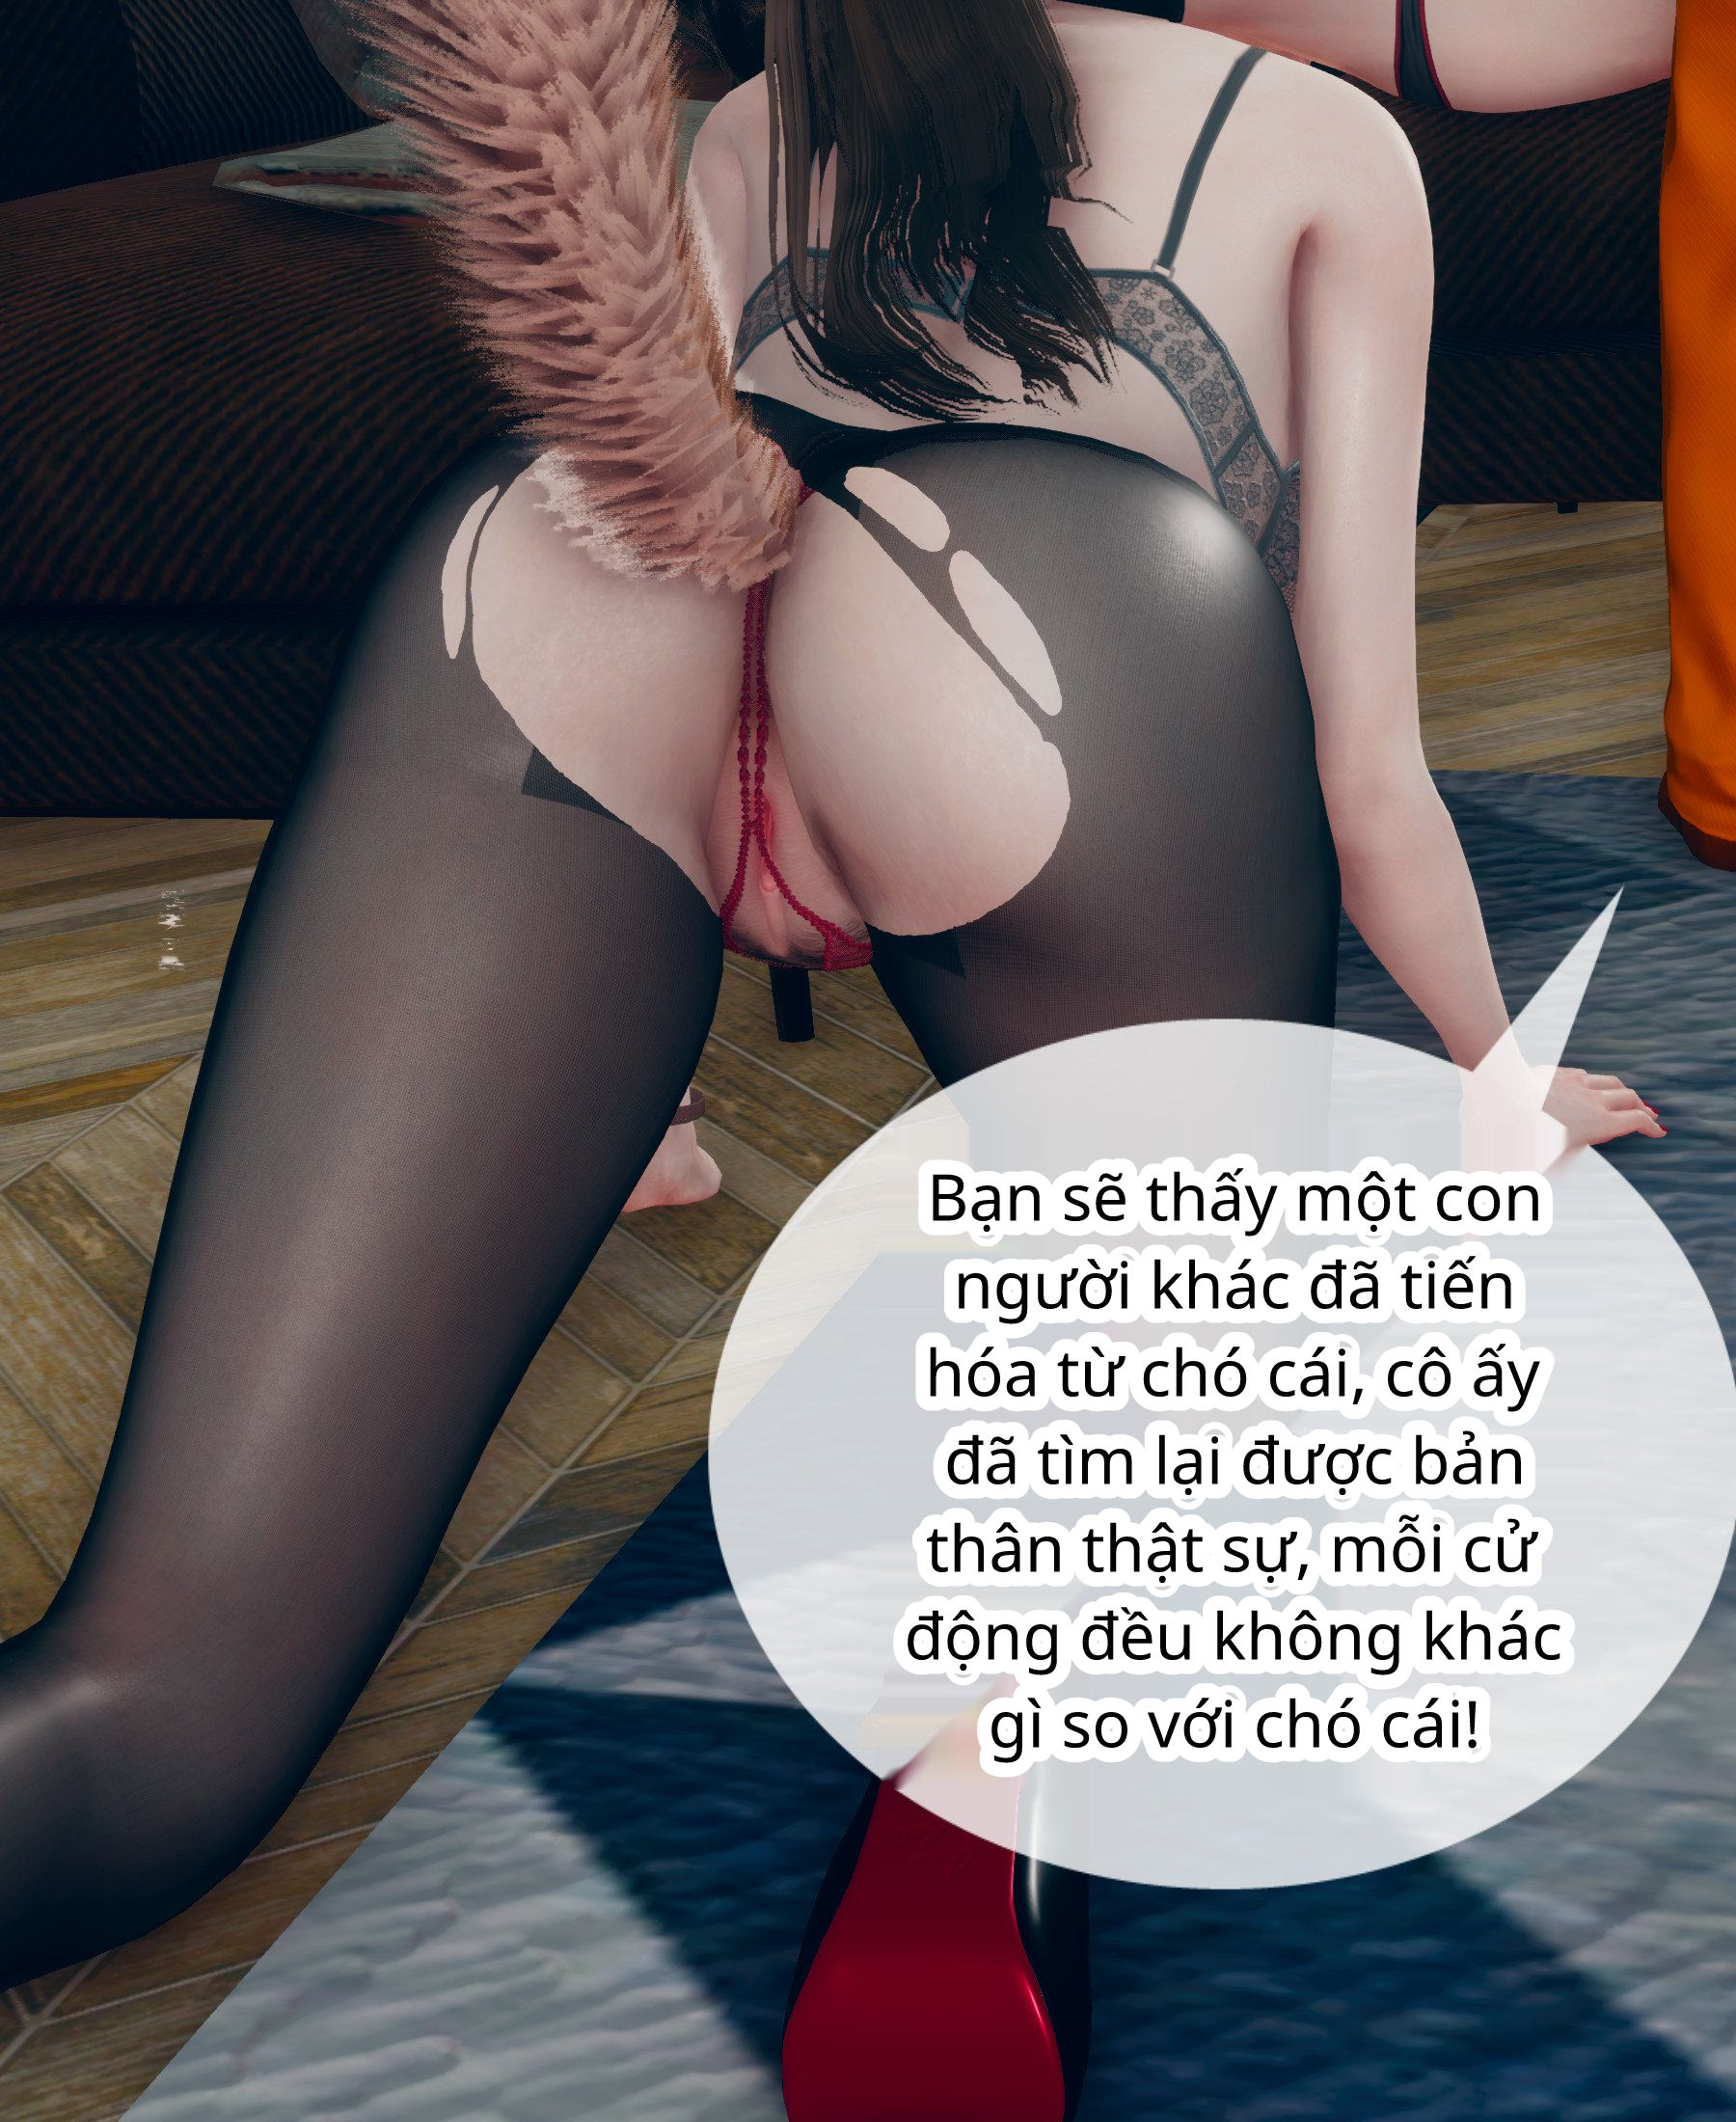 Bạn sẽ thấy một con
người khác đã tiến
hóa từ chó cái, cô ấy
đã tìm lại được bản
thân thật sự, mỗi cử
động đều không khác
gì so với chó cái!